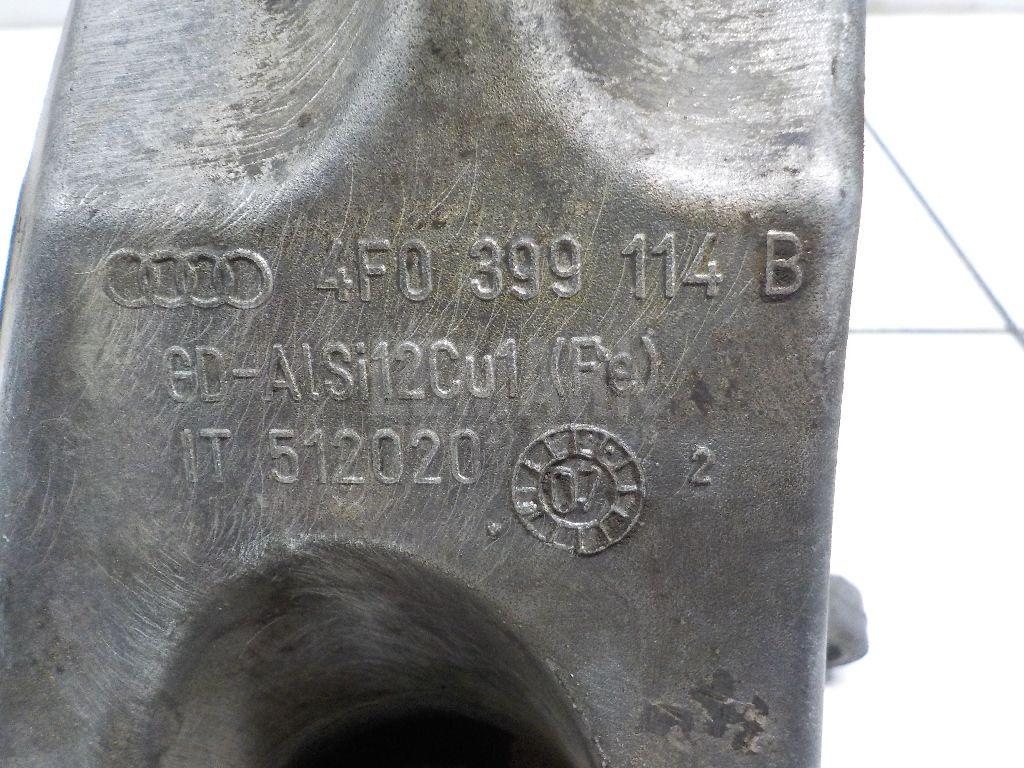 4F0 399 114 B
GD-AlSi12Cu1 (Fe)
IT 512020
07
2